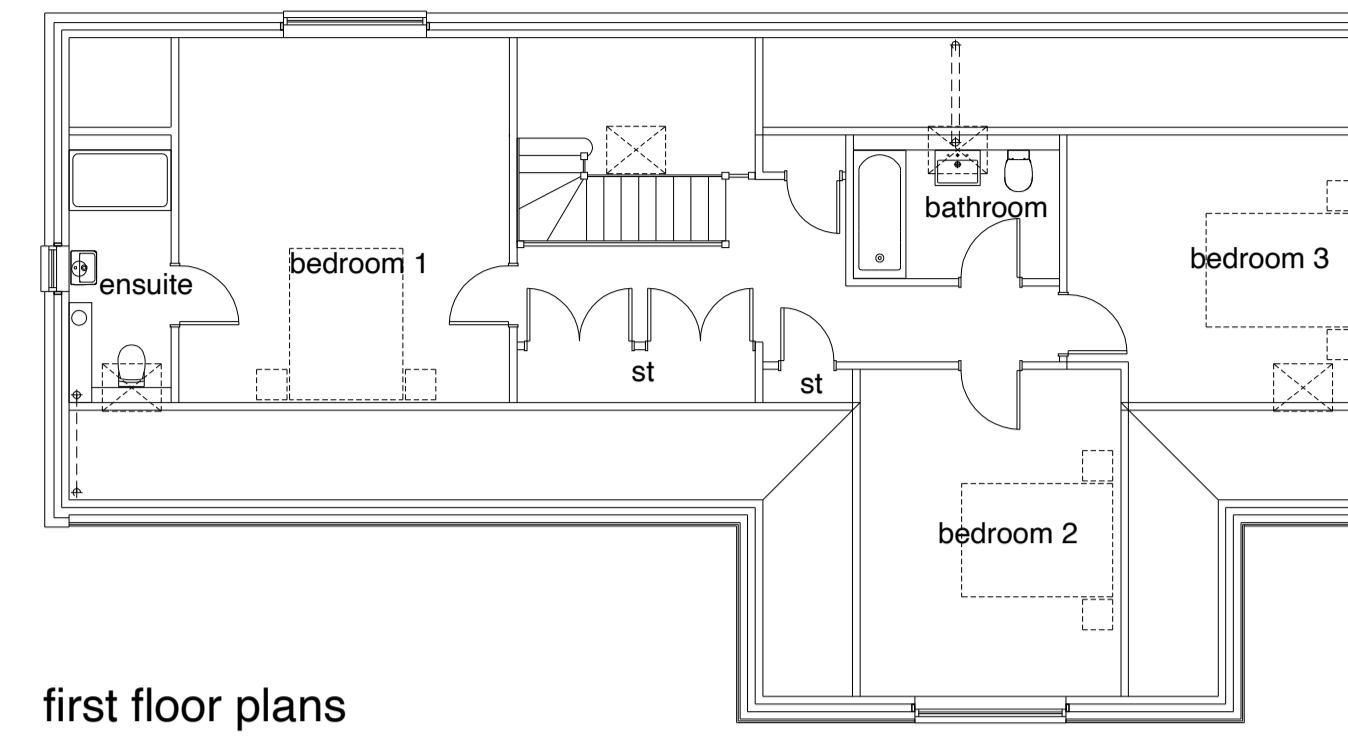 bathroom
bedroom 1
bedroom 3
ensuite
st
st
bedroom 2
first floor plans